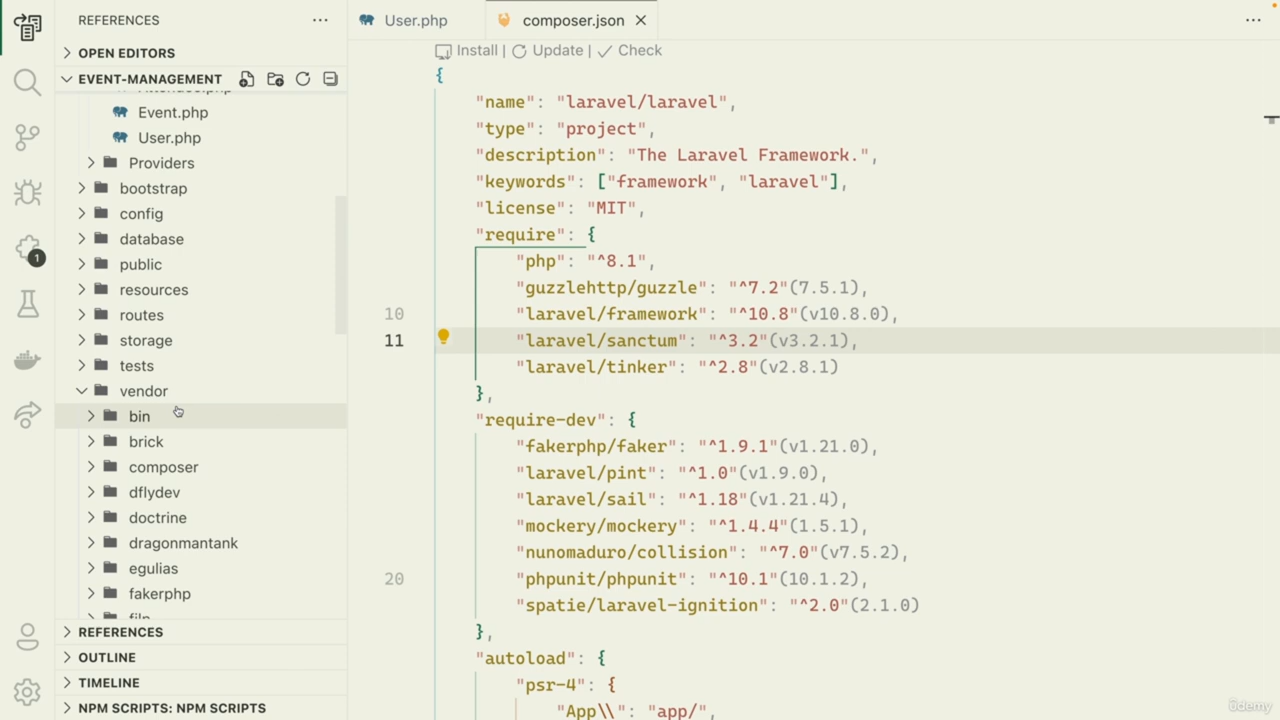 REFERENCES
OPEN EDITORS
EVENT-MANAGEMENT
Event.php
User.php
Providers
bootstrap
config
database
public
resources
routes
storage
tests
vendor
bin
brick
composer
dflydev
doctrine
dragonmantank
egulias
fakerphp
REFERENCES
OUTLINE
TIMELINE
NPM SCRIPTS: NPM SCRIPTS
1
User.php
composer.json
Install | Update | Check
{
"name": "laravel/laravel",
"type": "project",
"description": "The Laravel Framework.",
"keywords": ["framework", "laravel"],
"license": "MIT",
"require": {
"php": "^8.1",
"guzzlehttp/guzzle": "^7.2"(7.5.1),
10 "laravel/framework": "^10.8"(v10.8.0),
11 "laravel/sanctum": "^3.2"(v3.2.1),
"laravel/tinker": "^2.8"(v2.8.1)
},
"require-dev": {
"fakerphp/faker": "^1.9.1"(v1.21.0),
"laravel/pint": "^1.0"(v1.9.0),
"laravel/sail": "^1.18"(v1.21.4),
"mockery/mockery": "^1.4.4"(1.5.1),
"nunomaduro/collision": "^7.0"(v7.5.2),
20 "phpunit/phpunit": "^10.1"(10.1.2),
"spatie/laravel-ignition": "^2.0"(2.1.0)
},
"autoload": {
"psr-4": {
"App\\": "app/",
ûdemy